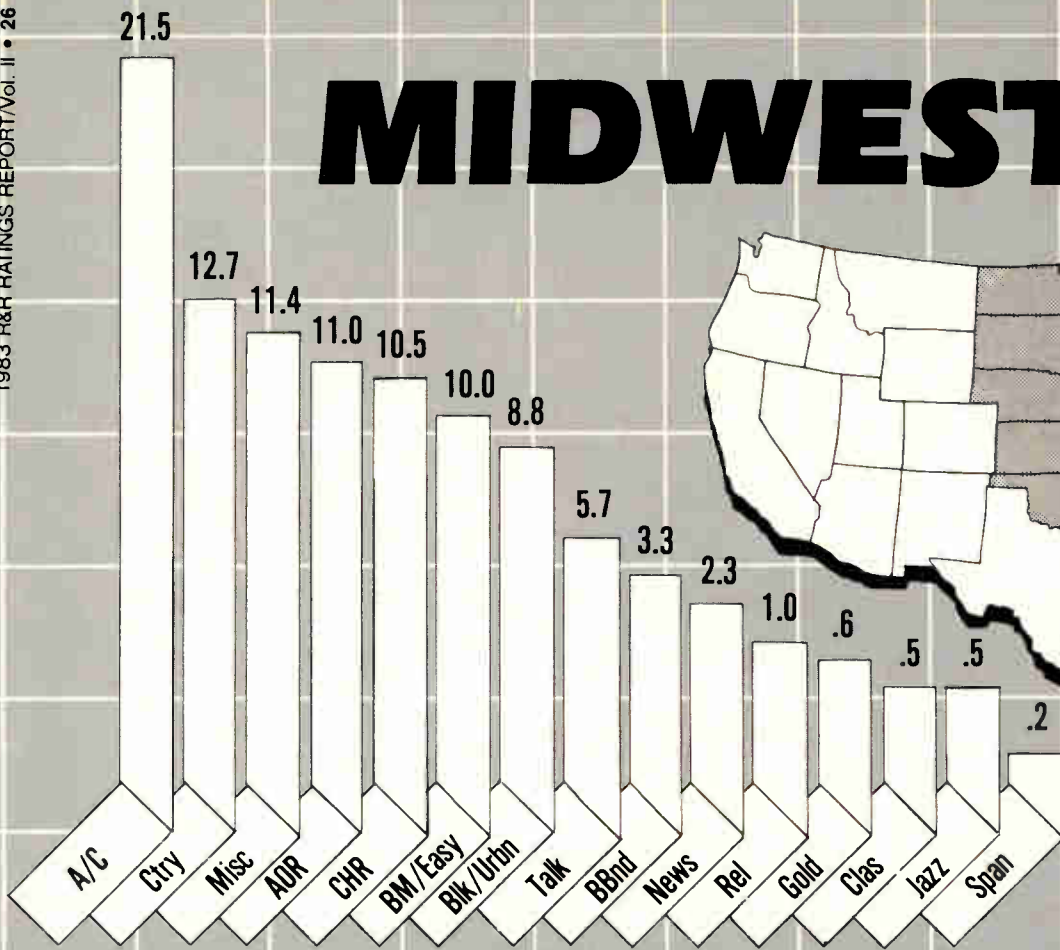 1983 R&R RATINGS REPORT/Vol. II • 26
MIDWEST
21.5
12.7
11.4
11.0
10.5
10.0
8.8
5.7
3.3
2.3
1.0
.6
.5
.5
.2
A/C
Ctry
Misc
AOR
CHR
BM/Easy
Blk/Urbn
Talk
BBnd
News
Rel
Gold
Clas
Jazz
Span